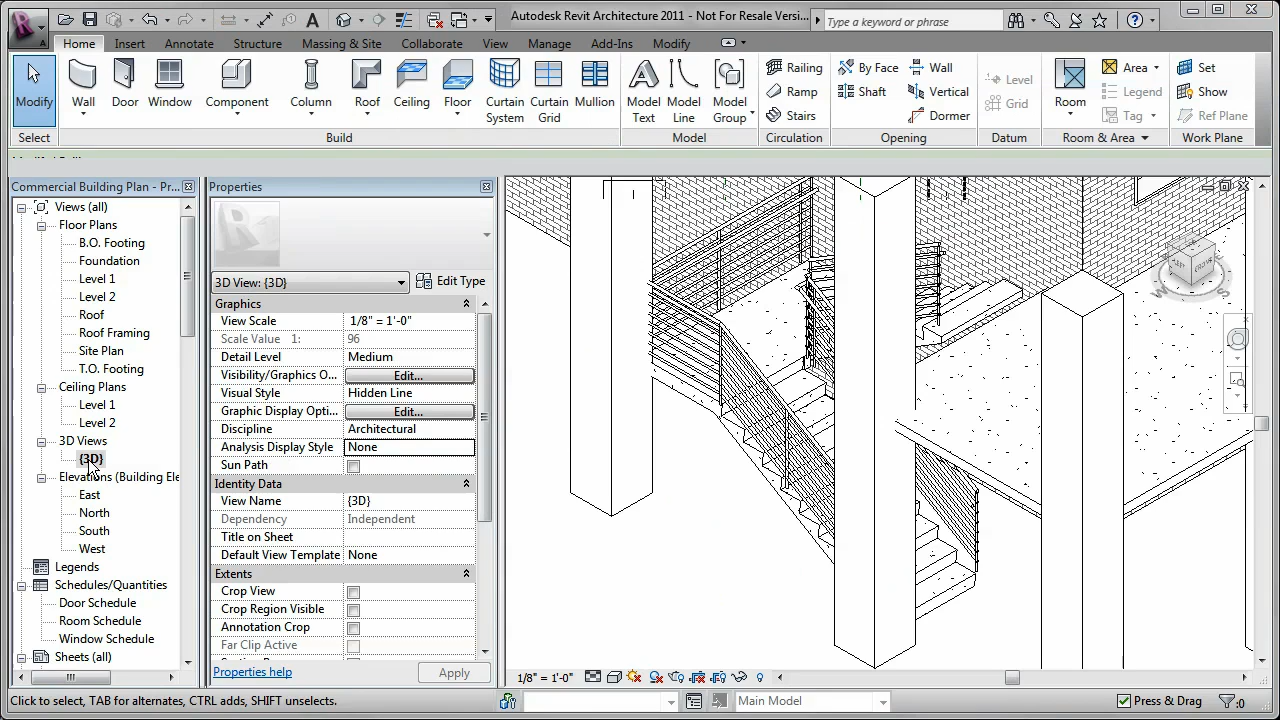 Autodesk Revit Architecture 2011 - Not For Resale Versi...
Type a keyword or phrase
Home Insert Annotate Structure Massing & Site Collaborate View Manage Add-Ins Modify
Modify
Wall
Door
Window
Component
Column
Roof
Ceiling
Floor
Curtain System
Curtain Grid
Mullion
Model Text
Model Line
Model Group
Railing
Ramp
Stairs
By Face
Shaft
Wall
Vertical
Dormer
Level
Grid
Room
Area
Legend
Tag
Set
Show
Ref Plane
Select Build Model Circulation Opening Datum Room & Area Work Plane
Commercial Building Plan - Pr...
Views (all)
Floor Plans
B.O. Footing
Foundation
Level 1
Level 2
Roof
Roof Framing
Site Plan
T.O. Footing
Ceiling Plans
Level 1
Level 2
3D Views
{3D}
Elevations (Building Ele
East
North
South
West
Legends
Schedules/Quantities
Door Schedule
Room Schedule
Window Schedule
Sheets (all)
Properties
3D View: {3D} Edit Type
Graphics
View Scale 1/8" = 1'-0"
Scale Value 1: 96
Detail Level Medium
Visibility/Graphics O... Edit...
Visual Style Hidden Line
Graphic Display Opti... Edit...
Discipline Architectural
Analysis Display Style None
Sun Path
Identity Data
View Name {3D}
Dependency Independent
Title on Sheet
Default View Template None
Extents
Crop View
Crop Region Visible
Annotation Crop
Far Clip Active
Properties help Apply
1/8" = 1'-0"
Click to select, TAB for alternates, CTRL adds, SHIFT unselects.
Main Model
Press & Drag
:0